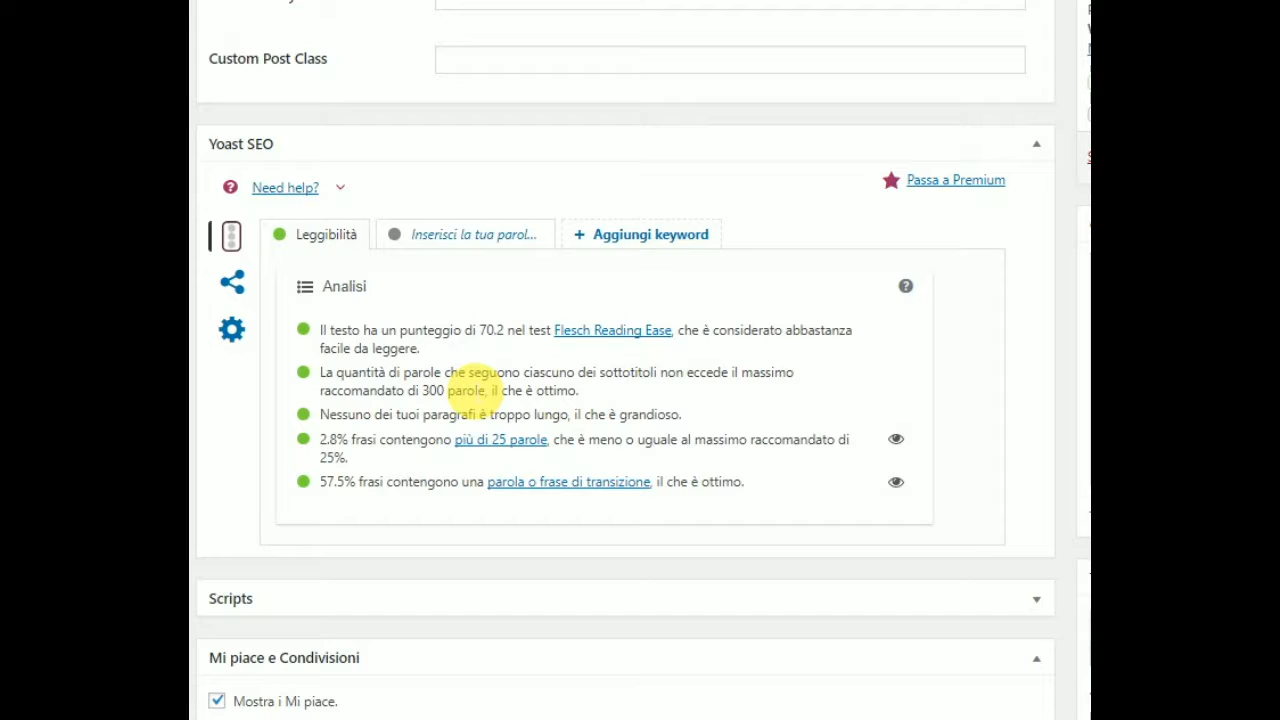 Custom Post Class
Yoast SEO
Need help?
Passa a Premium
Leggibilità
Inserisci la tua parol...
+ Aggiungi keyword
Analisi
Il testo ha un punteggio di 70.2 nel test Flesch Reading Ease, che è considerato abbastanza
facile da leggere.
La quantità di parole che seguono ciascuno dei sottotitoli non eccede il massimo
raccomandato di 300 parole, il che è ottimo.
Nessuno dei tuoi paragrafi è troppo lungo, il che è grandioso.
2.8% frasi contengono più di 25 parole, che è meno o uguale al massimo raccomandato di
25%.
57.5% frasi contengono una parola o frase di transizione, il che è ottimo.
Scripts
Mi piace e Condivisioni
Mostra i Mi piace.